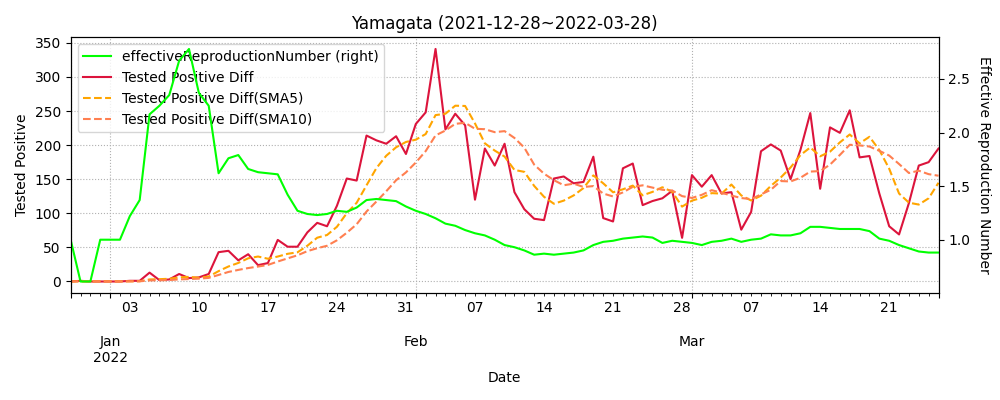 Yamagata (2021-12-28~2022-03-28)
effectiveReproductionNumber (right)
Tested Positive Diff
Tested Positive Diff(SMA5)
Tested Positive Diff(SMA10)
Tested Positive
350
300
250
200
150
100
50
0
2.5
2.0
1.5
1.0
Effective Reproduction Number
03 10 17 24 31 07 14 21 28 07 14 21
Jan Feb Mar
2022
Date